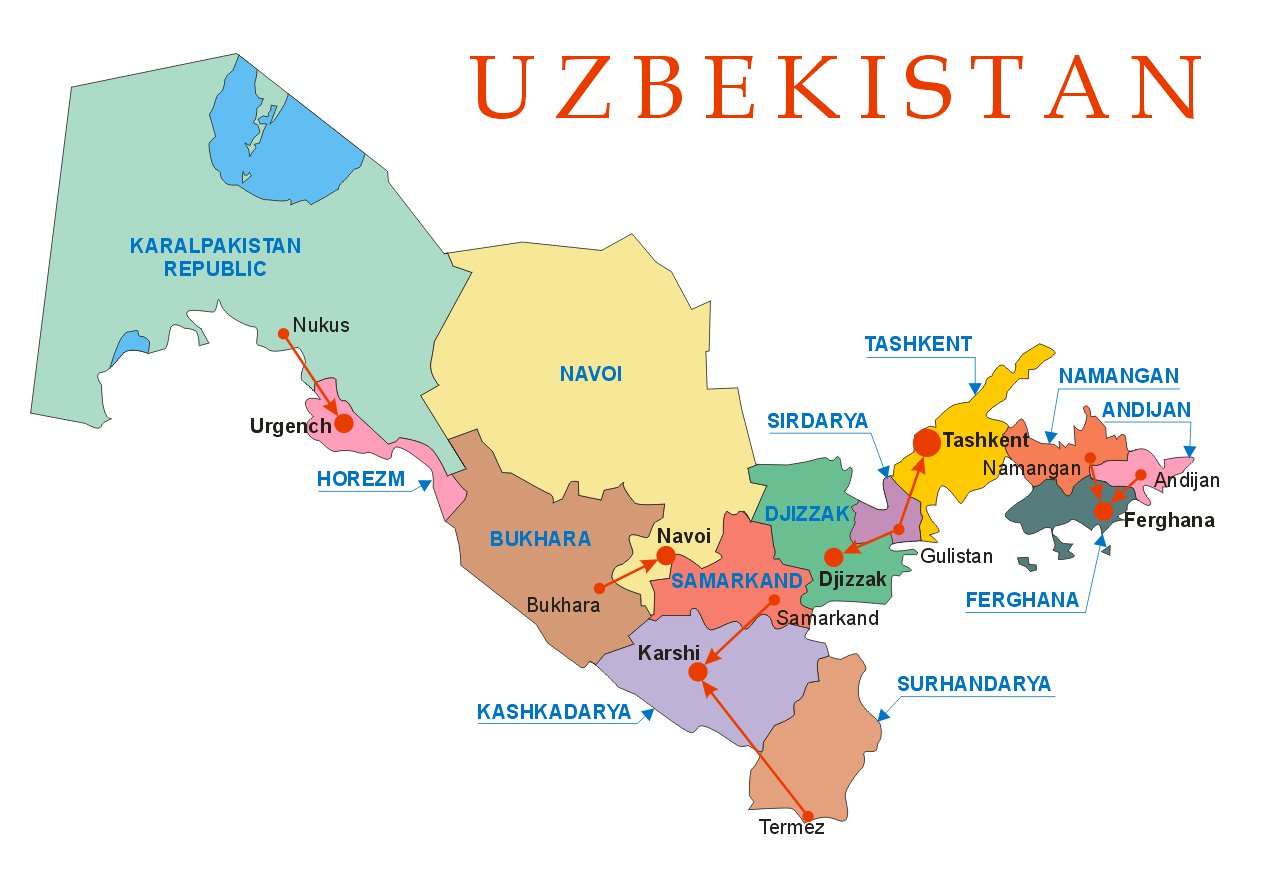 UZBEKISTAN
KARALPAKISTAN
REPUBLIC
Nukus
TASHKENT
NAVOI
NAMANGAN
ANDIJAN
SIRDARYA
Urgench
Tashkent
Namangan
Andijan
HOREZM
DJIZZAK
Ferghana
BUKHARA
Navoi
Gulistan
SAMARKAND
Djizzak
FERGHANA
Bukhara
Samarkand
Karshi
SURHANDARYA
KASHKADARYA
Termez